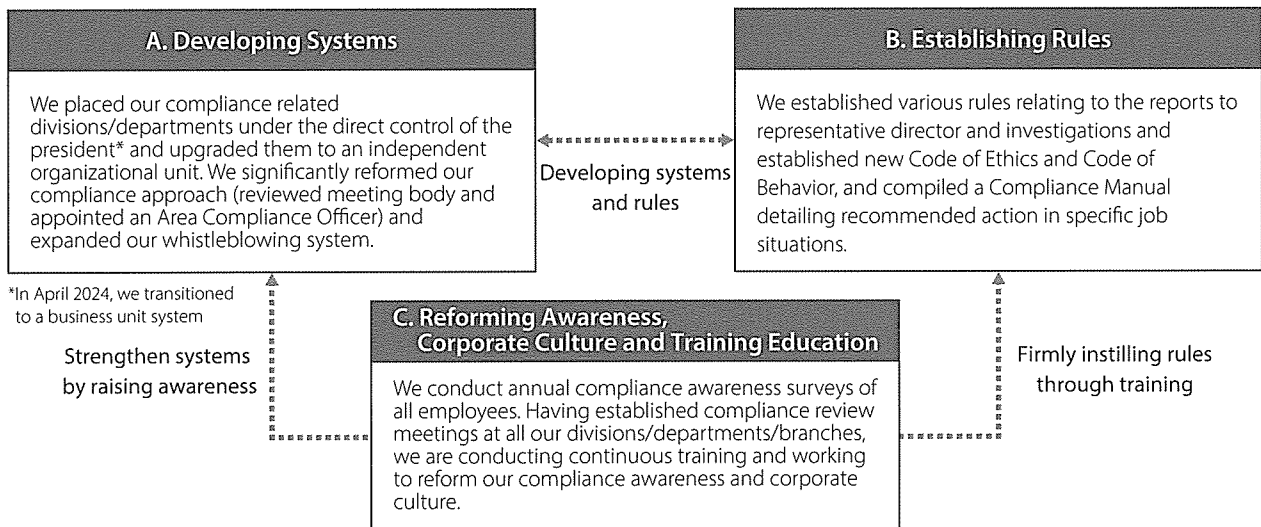 A. Developing Systems
We placed our compliance related
divisions/departments under the direct control of the
president* and upgraded them to an independent
organizational unit. We significantly reformed our
compliance approach (reviewed meeting body and
appointed an Area Compliance Officer) and
expanded our whistleblowing system.
*In April 2024, we transitioned
to a business unit system
Developing systems
and rules
B. Establishing Rules
We established various rules relating to the reports to
representative director and investigations and
established new Code of Ethics and Code of
Behavior, and compiled a Compliance Manual
detailing recommended action in specific job
situations.
Strengthen systems
by raising awareness
C. Reforming Awareness,
Corporate Culture and Training Education
We conduct annual compliance awareness surveys of
all employees. Having established compliance review
meetings at all our divisions/departments/branches,
we are conducting continuous training and working
to reform our compliance awareness and corporate
culture.
Firmly instilling rules
through training